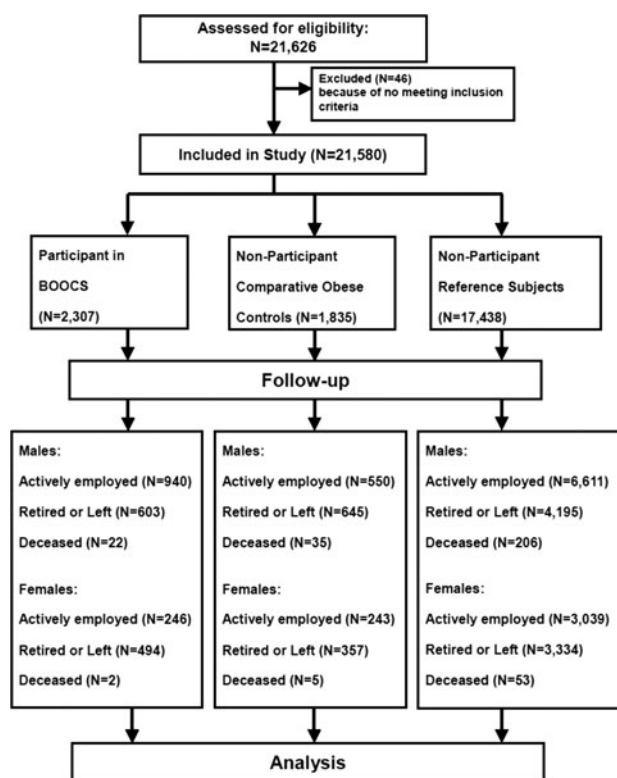 Assessed for eligibility:
N=21,626
Excluded (N=46)
because of no meeting inclusion
criteria
Included in Study (N=21,580)
Participant in
BOOCS
(N=2,307)
Non-Participant
Comparative Obese
Controls (N=1,835)
Non-Participant
Reference Subjects
(N=17,438)
Follow-up
Males:
Actively employed (N=940)
Retired or Left (N=603)
Deceased (N=22)
Females:
Actively employed (N=246)
Retired or Left (N=494)
Deceased (N=2)
Males:
Actively employed (N=550)
Retired or Left (N=645)
Deceased (N=35)
Females:
Actively employed (N=243)
Retired or Left (N=357)
Deceased (N=5)
Males:
Actively employed (N=6,611)
Retired or Left (N=4,195)
Deceased (N=206)
Females:
Actively employed (N=3,039)
Retired or Left (N=3,334)
Deceased (N=53)
Analysis